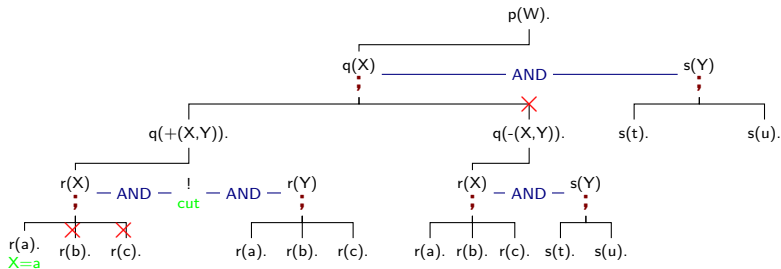 p(W).
q(X) AND s(Y)
; ;
q(+(X,Y)). q(-(X,Y)). s(t). s(u).
r(X) AND ! AND r(Y) r(X) AND s(Y)
; cut ; ; ;
r(a). r(b). r(c). r(a). r(b). r(c). r(a). r(b). r(c). s(t). s(u).
X=a